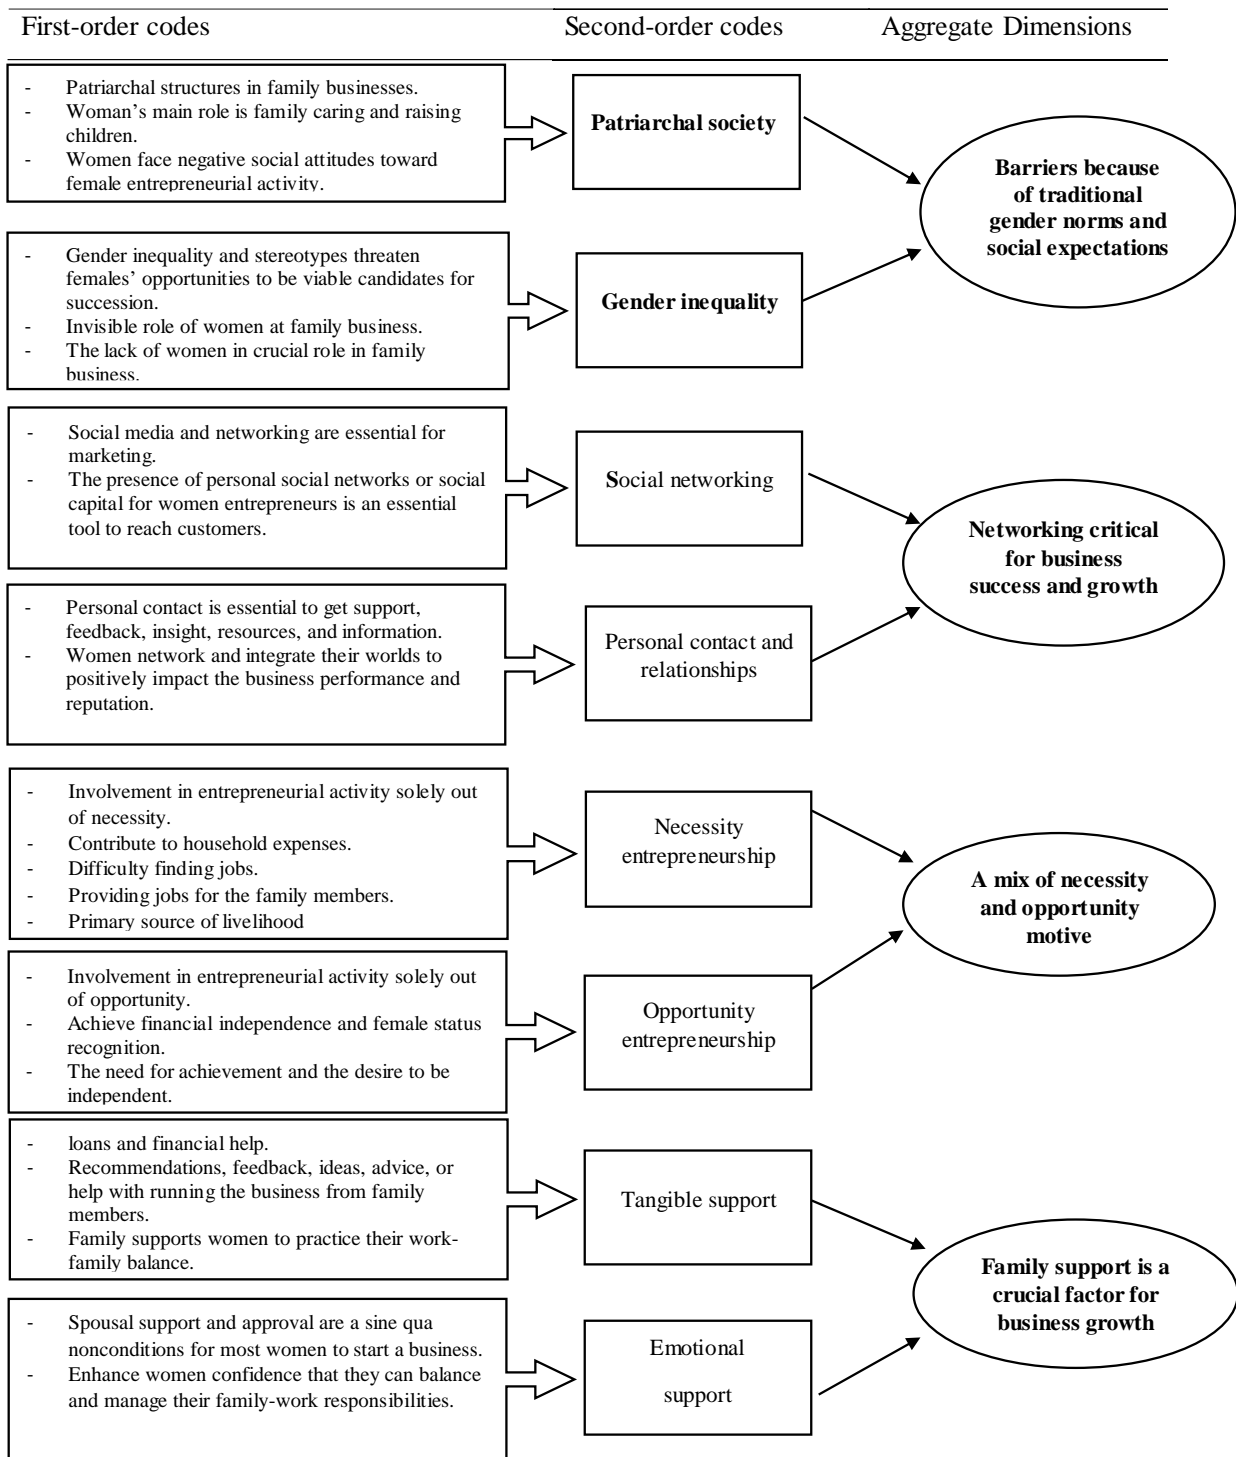 First-order codes
Second-order codes
Aggregate Dimensions
- Patriarchal structures in family businesses.
- Woman’s main role is family caring and raising
children.
- Women face negative social attitudes toward
female entrepreneurial activity.
Patriarchal society
Barriers because
of traditional
gender norms and
social expectations
- Gender inequality and stereotypes threaten
females’ opportunities to be viable candidates for
succession.
- Invisible role of women at family business.
- The lack of women in crucial role in family
business.
Gender inequality
- Social media and networking are essential for
marketing.
- The presence of personal social networks or social
capital for women entrepreneurs is an essential
tool to reach customers.
Social networking
Networking critical
for business
success and growth
- Personal contact is essential to get support,
feedback, insight, resources, and information.
- Women network and integrate their worlds to
positively impact the business performance and
reputation.
Personal contact and
relationships
- Involvement in entrepreneurial activity solely out
of necessity.
- Contribute to household expenses.
- Difficulty finding jobs.
- Providing jobs for the family members.
- Primary source of livelihood
Necessity
entrepreneurship
A mix of necessity
and opportunity
motive
- Involvement in entrepreneurial activity solely out
of opportunity.
- Achieve financial independence and female status
recognition.
- The need for achievement and the desire to be
independent.
Opportunity
entrepreneurship
- loans and financial help.
- Recommendations, feedback, ideas, advice, or
help with running the business from family
members.
- Family supports women to practice their work-
family balance.
Tangible support
Family support is a
crucial factor for
business growth
- Spousal support and approval are a sine qua
nonconditions for most women to start a business.
- Enhance women confidence that they can balance
and manage their family-work responsibilities.
Emotional
support